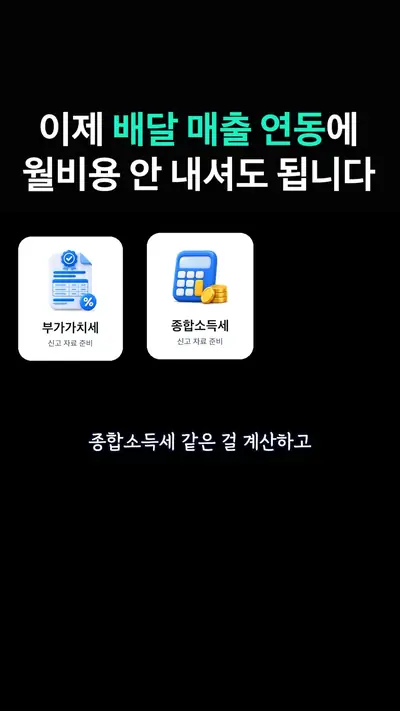 이제 배달 매출 연동에
월비용 안 내셔도 됩니다
%
부가가치세
신고 자료 준비
종합소득세
신고 자료 준비
종합소득세 같은 걸 계산하고